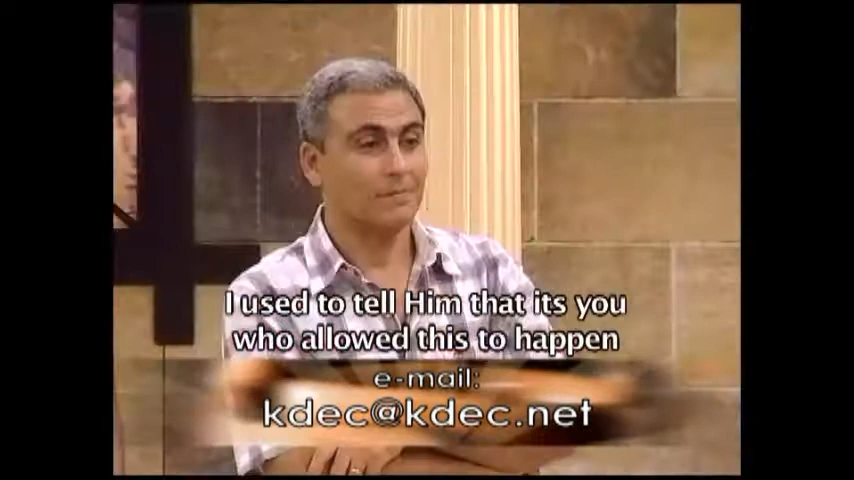 I used to tell Him that its you
who allowed this to happen
e-mail:
kdec@kdec.net